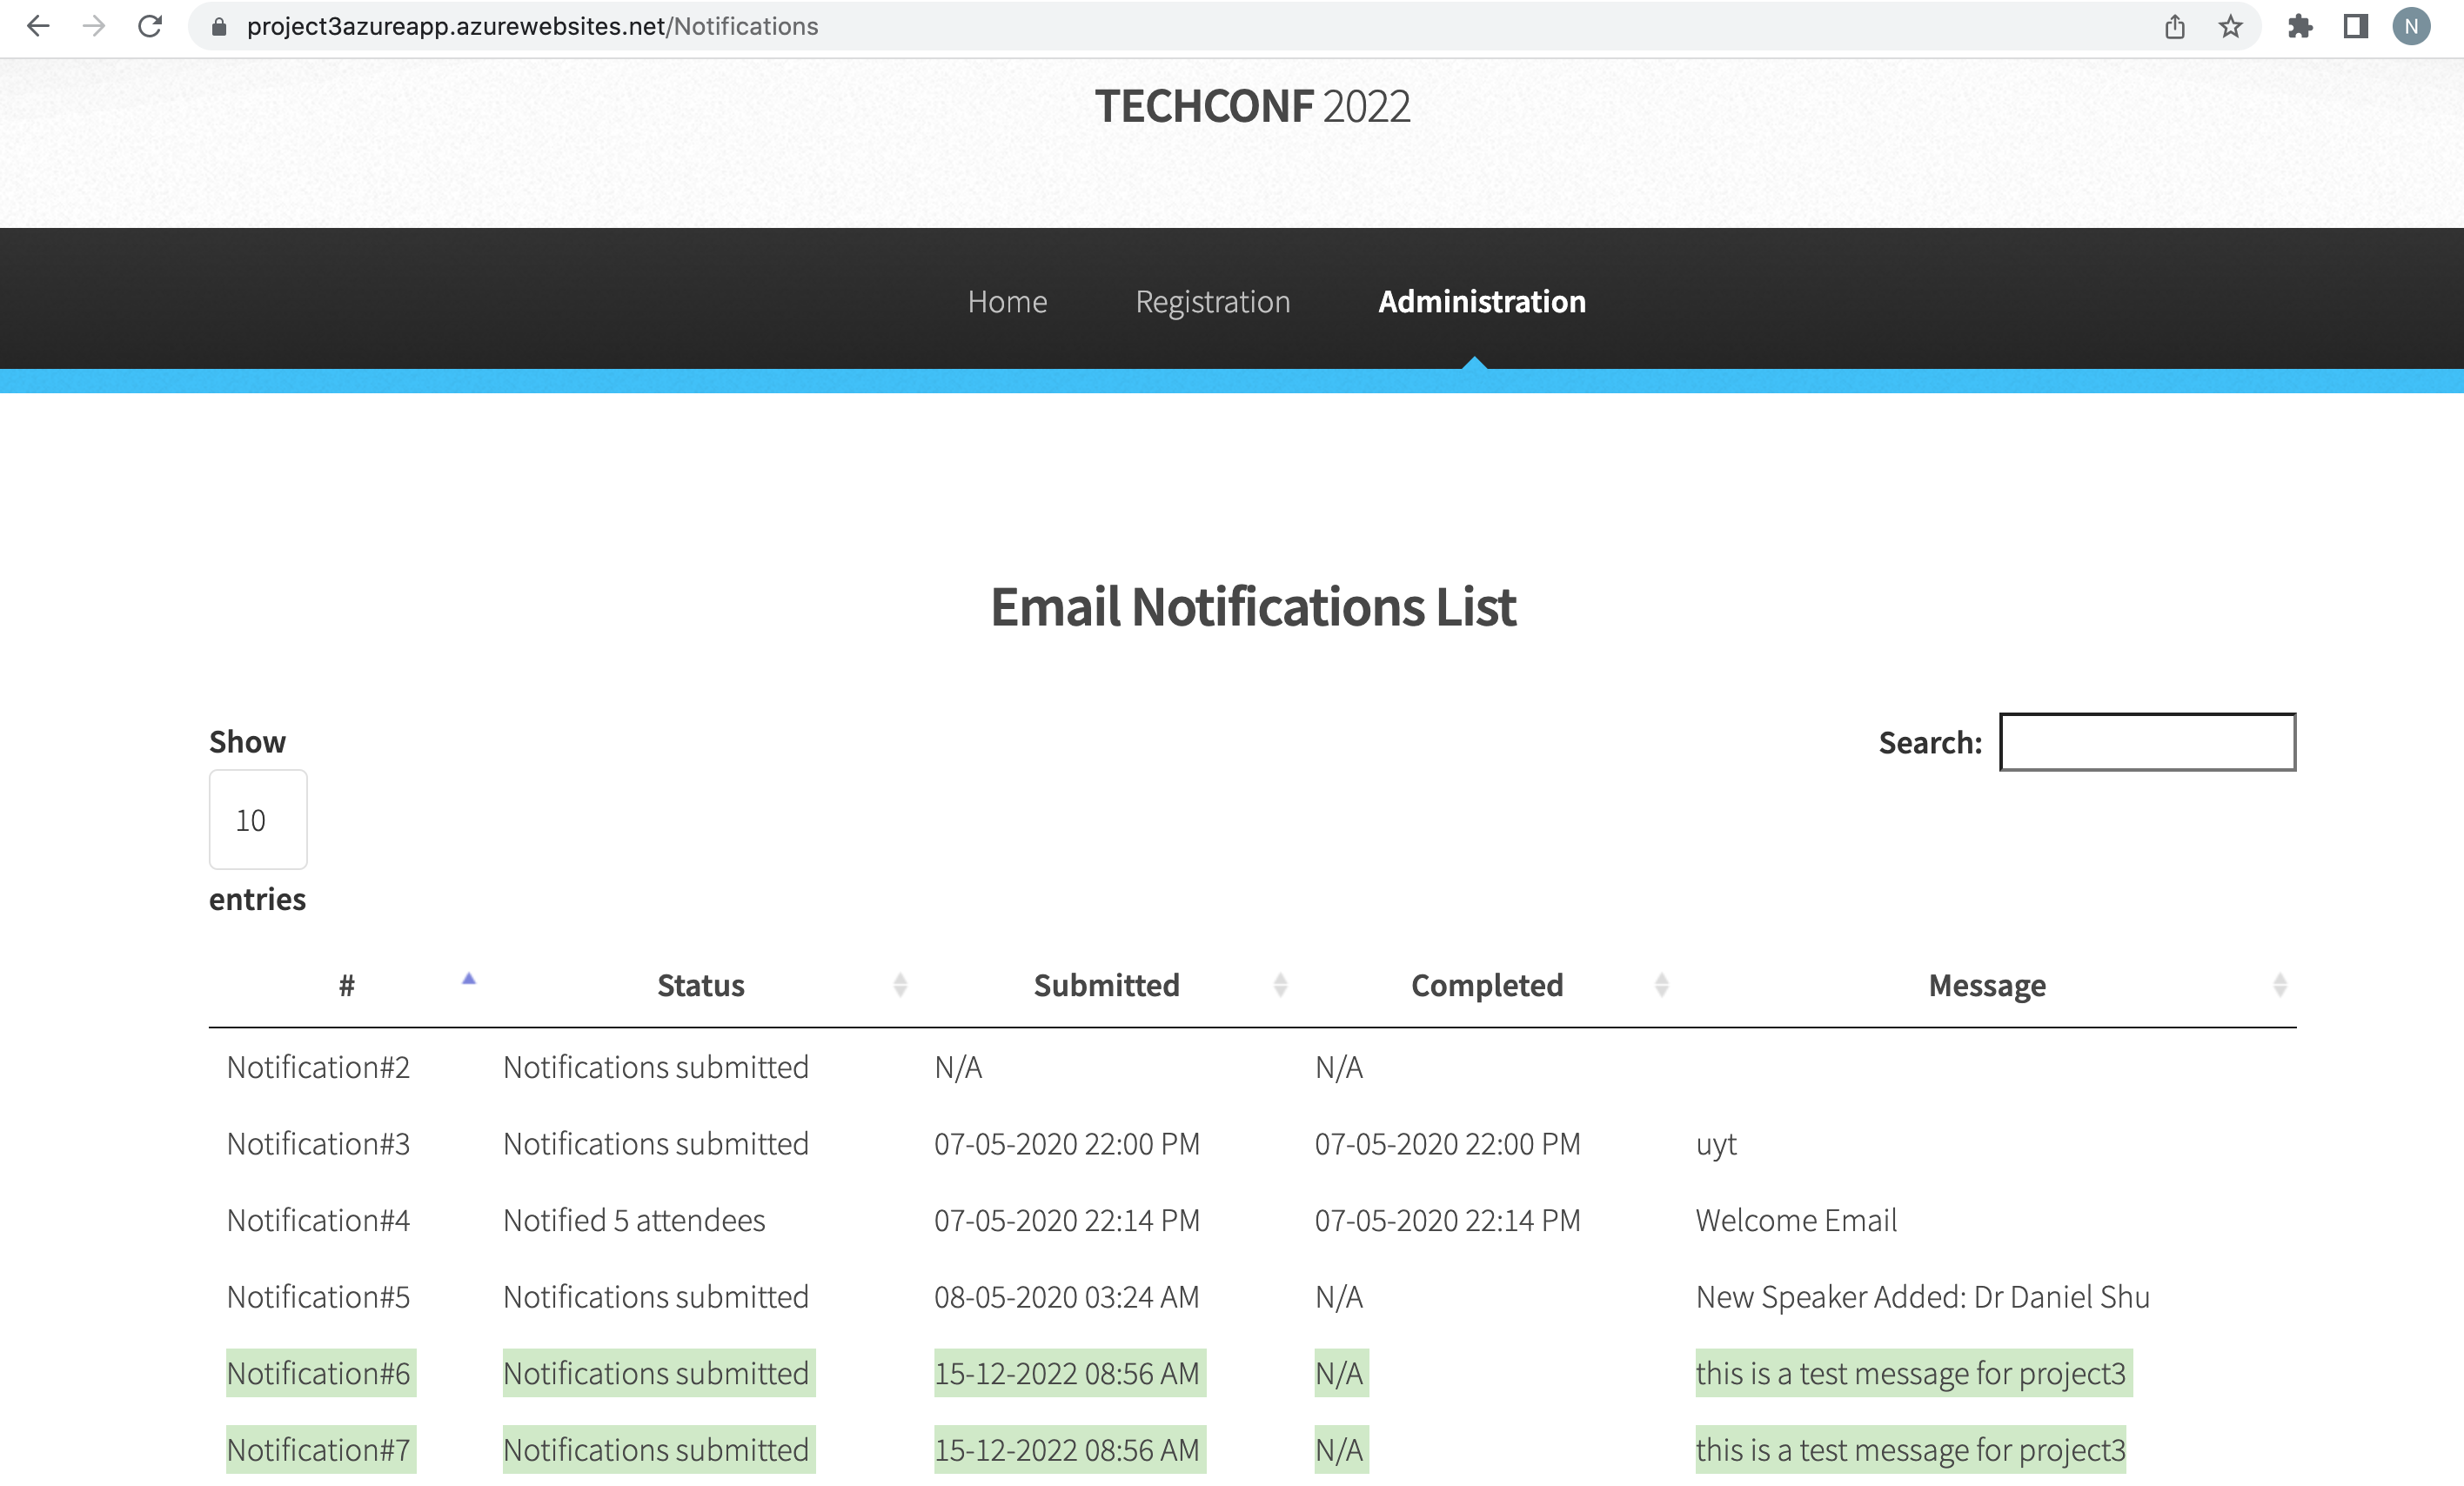 project3azureapp.azurewebsites.net/Notifications
N
TECHCONF 2022
Home Registration Administration
Email Notifications List
Show
10
entries
Search:
# Status Submitted Completed Message
Notification#2 Notifications submitted N/A N/A
Notification#3 Notifications submitted 07-05-2020 22:00 PM 07-05-2020 22:00 PM uyt
Notification#4 Notified 5 attendees 07-05-2020 22:14 PM 07-05-2020 22:14 PM Welcome Email
Notification#5 Notifications submitted 08-05-2020 03:24 AM N/A New Speaker Added: Dr Daniel Shu
Notification#6 Notifications submitted 15-12-2022 08:56 AM N/A this is a test message for project3
Notification#7 Notifications submitted 15-12-2022 08:56 AM N/A this is a test message for project3